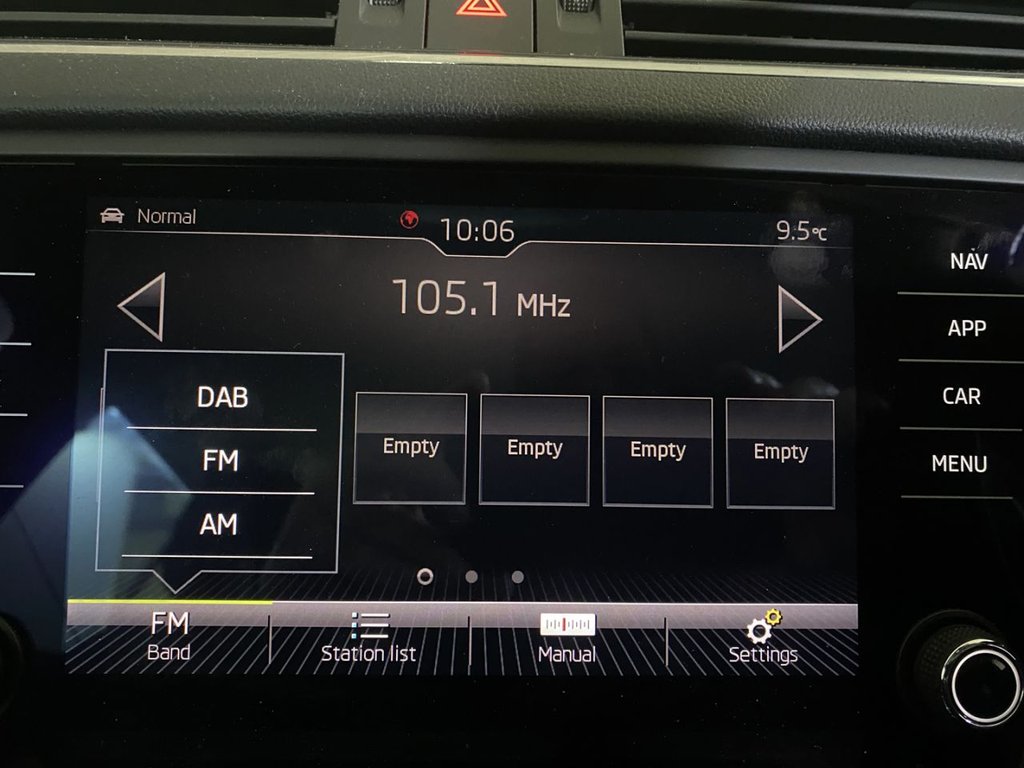 Normal
10:06
9.5°C
105.1 MHz
DAB
FM
AM
Empty
Empty
Empty
Empty
FM
Band
Station list
Manual
Settings
NAV
APP
CAR
MENU